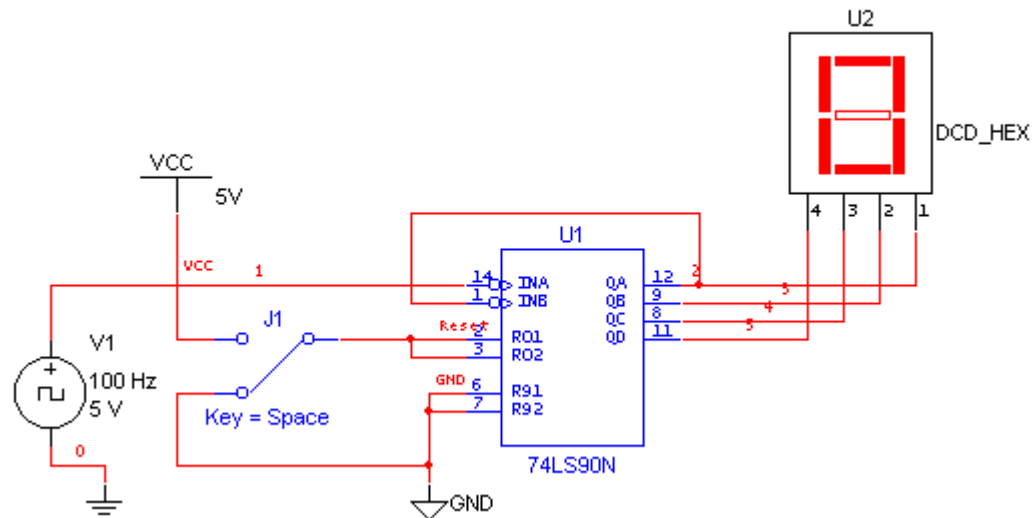 U2
DCD_HEX
4 3 2 1
VCC
5V
VCC
1
U1
14 INA QA 12 2
1 INB QB 9 3
QC 8 4
QD 11 5
J1
Reset 2 R01
3 R02
GND 6 R91
7 R92
Key = Space
74LS90N
V1
100 Hz
5 V
0
GND